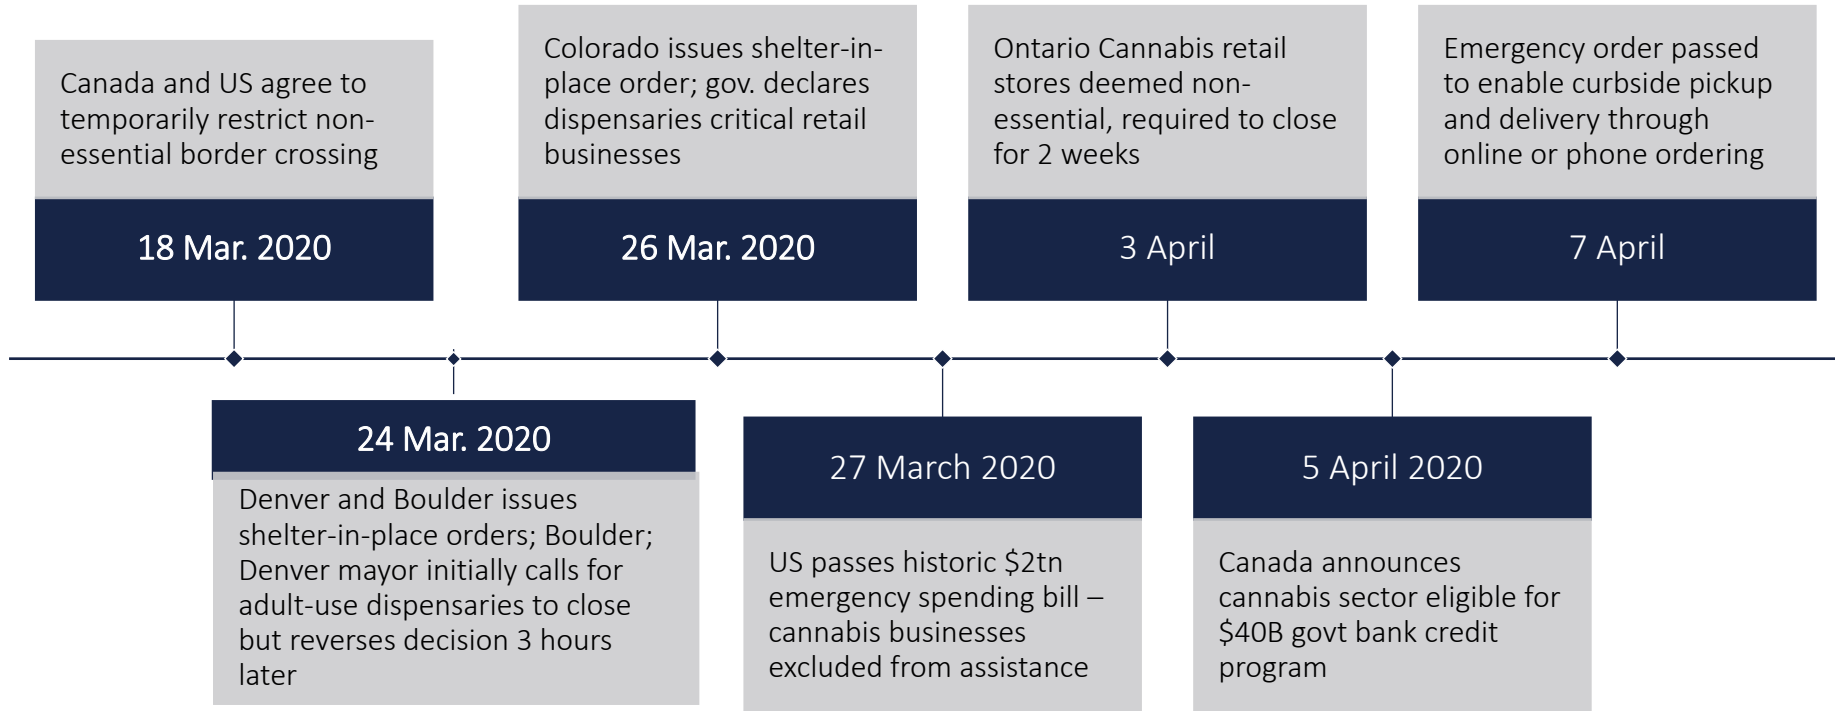 Canada and US agree to
temporarily restrict non-
essential border crossing
18 Mar. 2020
24 Mar. 2020
Denver and Boulder issues
shelter-in-place orders; Boulder;
Denver mayor initially calls for
adult-use dispensaries to close
but reverses decision 3 hours
later
Colorado issues shelter-in-
place order; gov. declares
dispensaries critical retail
businesses
26 Mar. 2020
27 March 2020
US passes historic $2tn
emergency spending bill –
cannabis businesses
excluded from assistance
Ontario Cannabis retail
stores deemed non-
essential, required to close
for 2 weeks
3 April
5 April 2020
Canada announces
cannabis sector eligible for
$40B govt bank credit
program
Emergency order passed
to enable curbside pickup
and delivery through
online or phone ordering
7 April